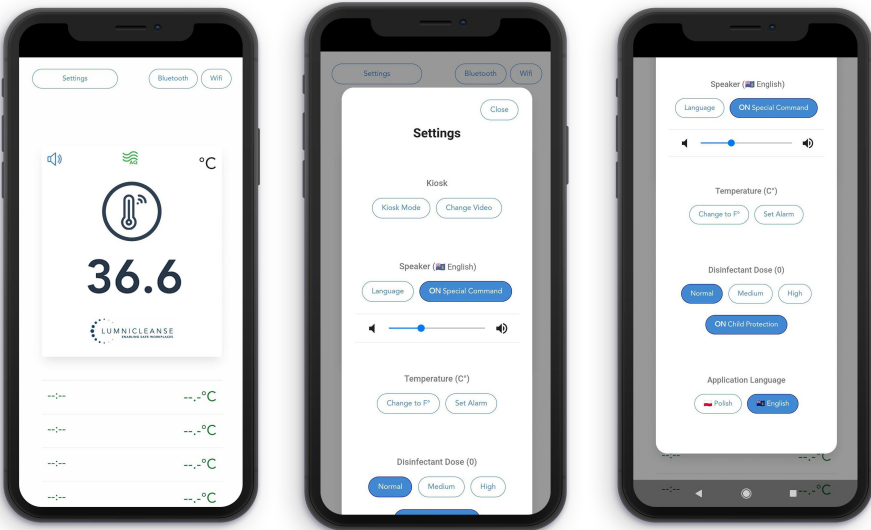 Settings
Bluetooth
Wifi
AQ
°C
36.6
LUMNICLEANSE
ENABLING SAFE WORKPLACES
--:-- --.-°C
--:-- --.-°C
--:-- --.-°C
--:-- --.-°C
Settings
Bluetooth
Wifi
Close
Settings
Kiosk
Kiosk Mode
Change Video
Speaker (🇦🇺 English)
Language
ON Special Command
Temperature (C°)
Change to F°
Set Alarm
Disinfectant Dose (0)
Normal
Medium
High
Speaker (🇦🇺 English)
Language
ON Special Command
Temperature (C°)
Change to F°
Set Alarm
Disinfectant Dose (0)
Normal
Medium
High
ON Child Protection
Application Language
Polish
English
--:-- --.-°C
--:-- --.-°C